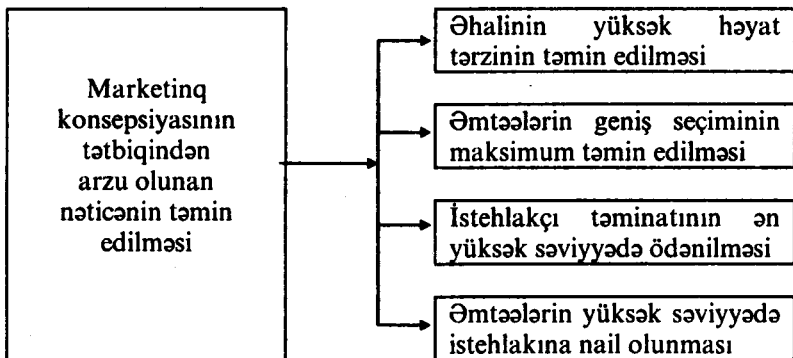 Marketinq
konsepsiyasının
tətbiqindən
arzu olunan
nəticənin təmin
edilməsi
Əhalinin yüksək həyat
tərzinin təmin edilməsi
Əmtəələrin geniş seçiminin
maksimum təmin edilməsi
İstehlakçı təminatının ən
yüksək səviyyədə ödənilməsi
Əmtəələrin yüksək səviyyədə
istehlakına nail olunması